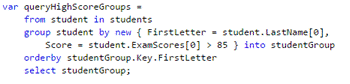 var queryHighScoreGroups =
from student in students
group student by new { FirstLetter = student.LastName[0],
Score = student.ExamScores[0] > 85 } into studentGroup
orderby studentGroup.Key.FirstLetter
select studentGroup;